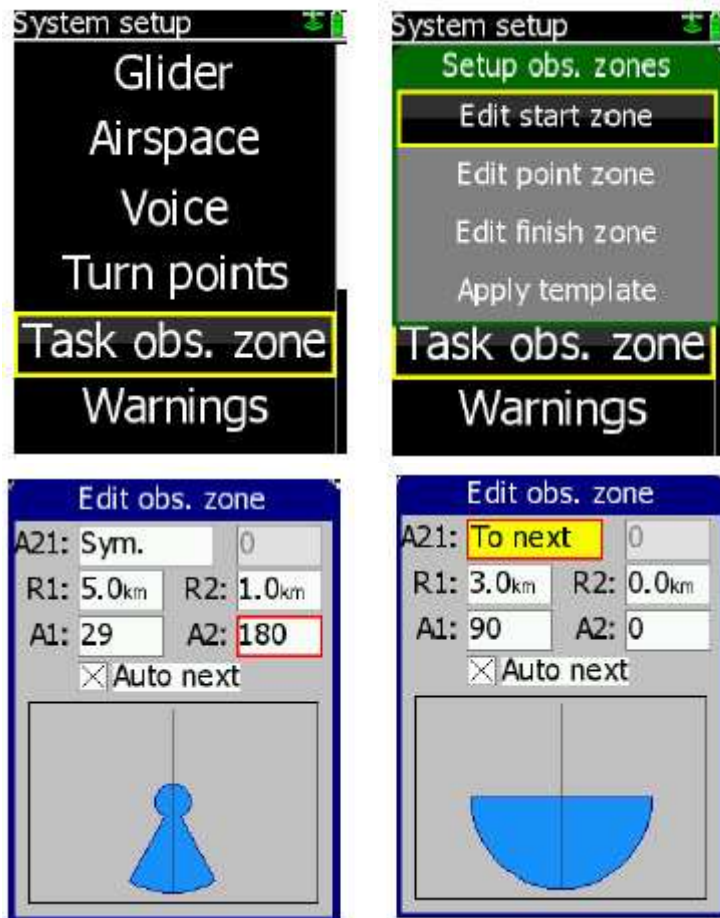 System setup
Glider
Airspace
Voice
Turn points
Task obs. zone
Warnings
System setup
Setup obs. zones
Edit start zone
Edit point zone
Edit finish zone
Apply template
Task obs. zone
Warnings
Edit obs. zone
A21: Sym. 0
R1: 5.0km R2: 1.0km
A1: 29 A2: 180
Auto next
Edit obs. zone
A21: To next 0
R1: 3.0km R2: 0.0km
A1: 90 A2: 0
Auto next